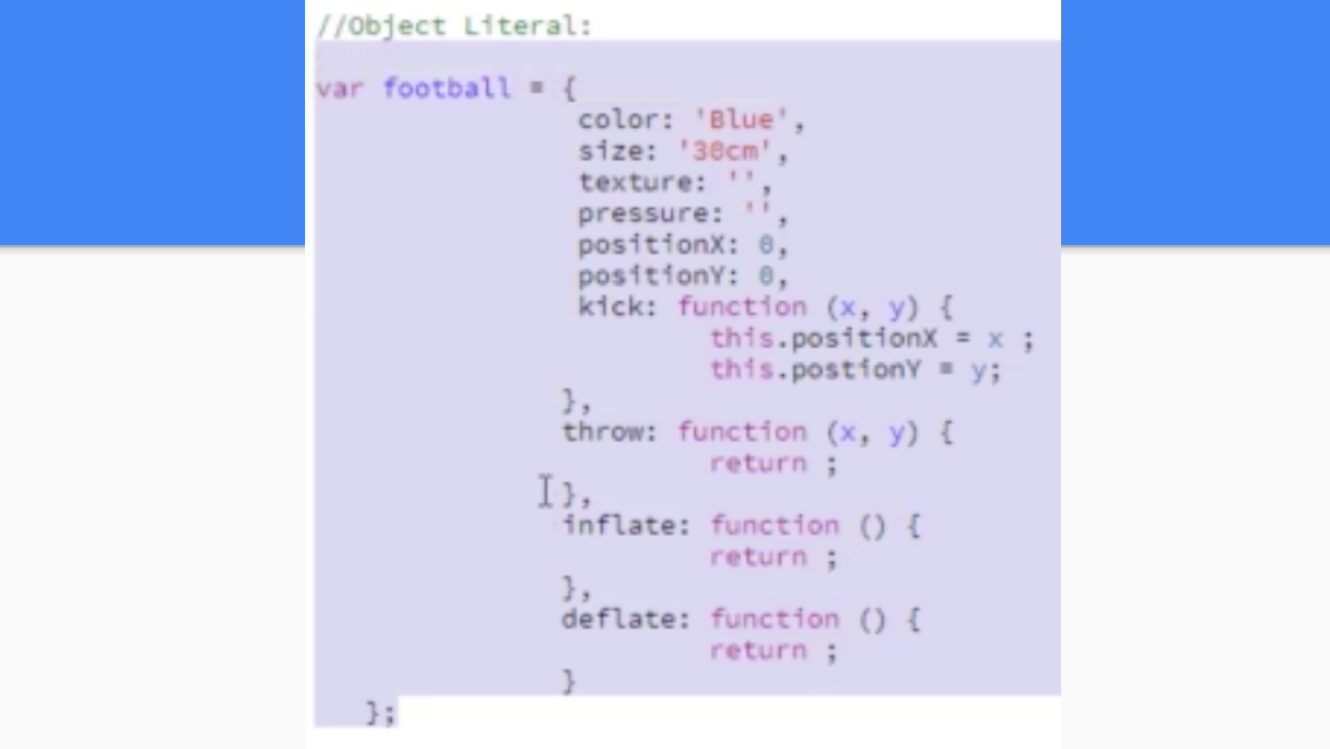 //Object Literal:
var football = {
color: 'Blue',
size: '30cm',
texture: '',
pressure: '',
positionX: 0,
positionY: 0,
kick: function (x, y) {
this.positionX = x ;
this.postionY = y;
},
throw: function (x, y) {
return ;
},
inflate: function () {
return ;
},
deflate: function () {
return ;
}
};